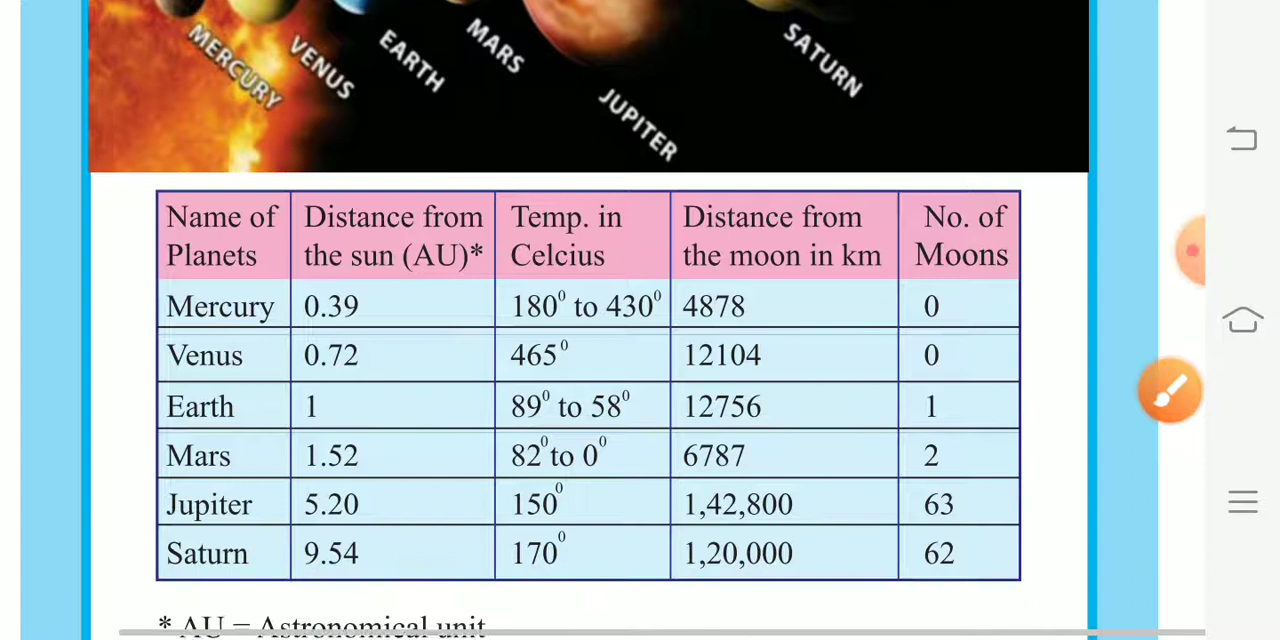 MERCURY
VENUS
EARTH
MARS
JUPITER
SATURN
Name of Planets | Distance from the sun (AU)* | Temp. in Celcius | Distance from the moon in km | No. of Moons
Mercury | 0.39 | 180⁰ to 430⁰ | 4878 | 0
Venus | 0.72 | 465⁰ | 12104 | 0
Earth | 1 | 89⁰ to 58⁰ | 12756 | 1
Mars | 1.52 | 82⁰ to 0⁰ | 6787 | 2
Jupiter | 5.20 | 150⁰ | 1,42,800 | 63
Saturn | 9.54 | 170⁰ | 1,20,000 | 62
* AU = Astronomical unit